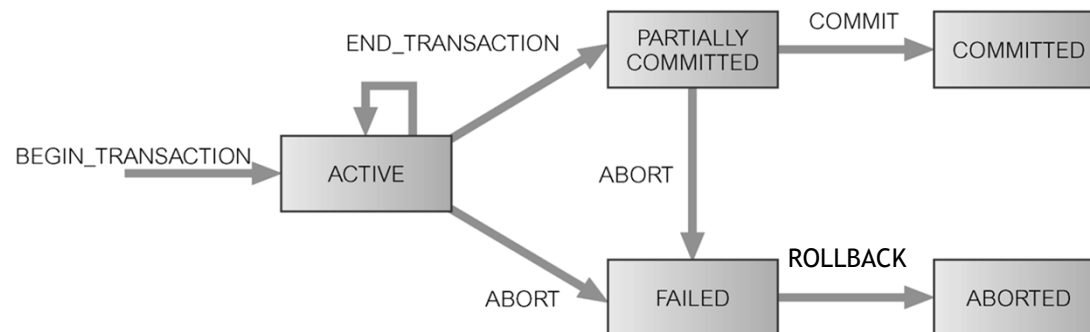 END_TRANSACTION
PARTIALLY
COMMITTED
COMMIT
COMMITTED
BEGIN_TRANSACTION
ACTIVE
ABORT
ABORT
FAILED
ROLLBACK
ABORTED